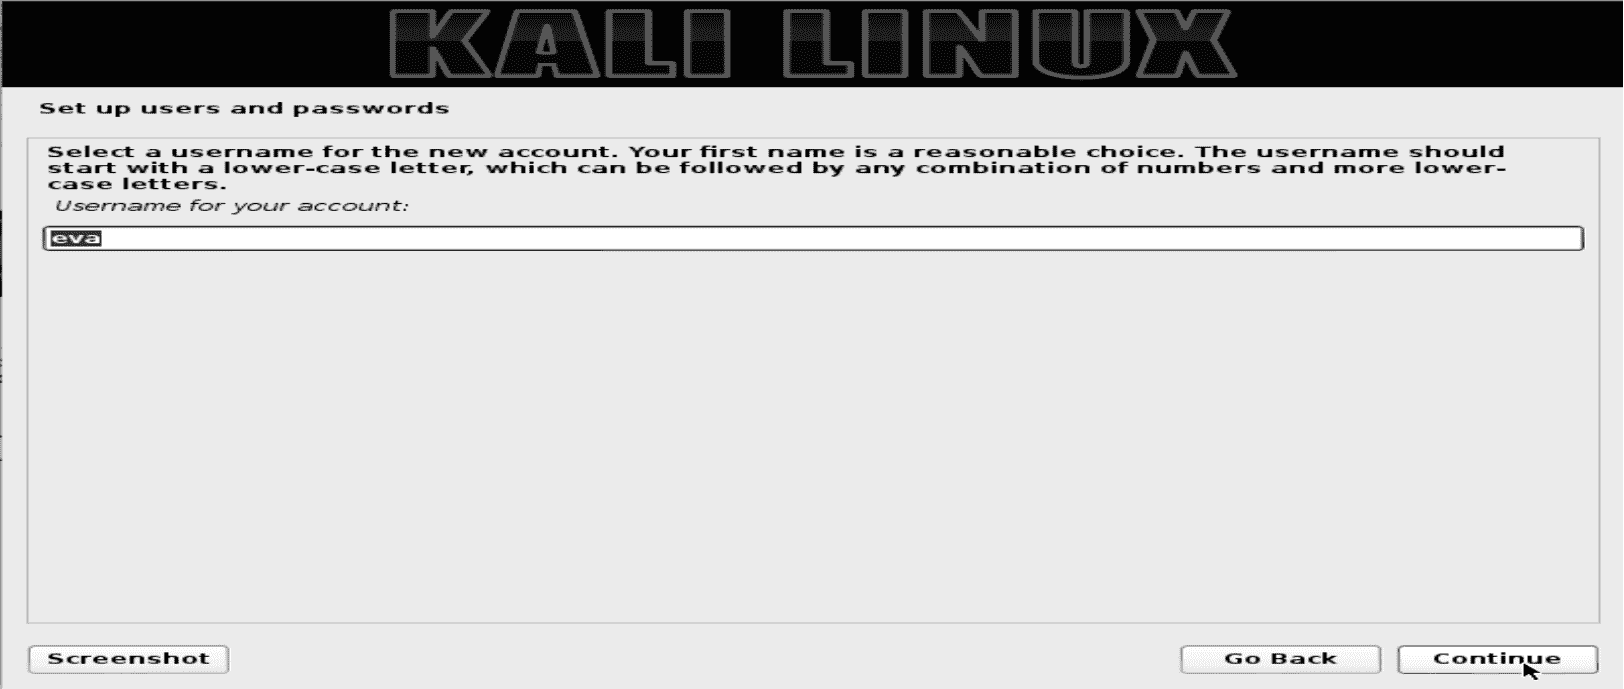 KALI LINUX
Set up users and passwords
Select a username for the new account. Your first name is a reasonable choice. The username should
start with a lower-case letter, which can be followed by any combination of numbers and more lower-
case letters.
Username for your account:
eva
Screenshot
Go Back
Continue